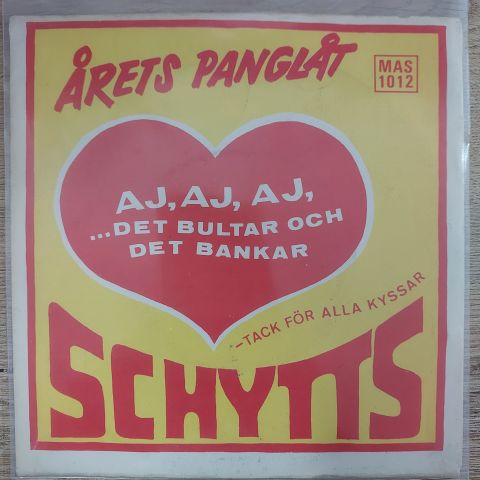 ÅRETS PANGLÅT
MAS
1012
AJ, AJ, AJ,
...DET BULTAR OCH
DET BANKAR
–TACK FÖR ALLA KYSSAR
SCHYTTS